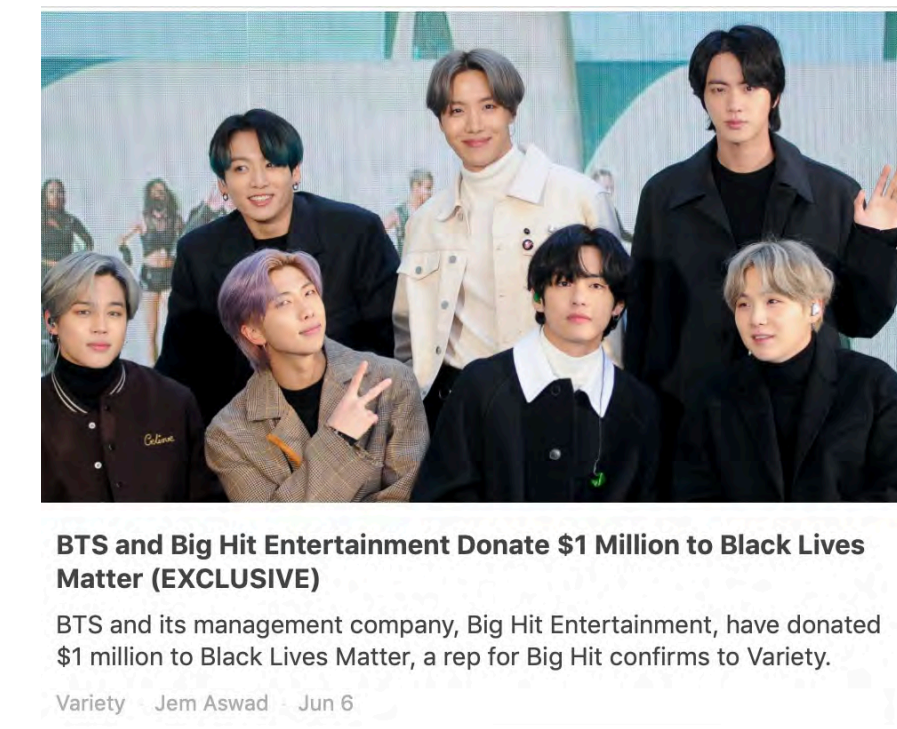 Celine
BTS and Big Hit Entertainment Donate $1 Million to Black Lives
Matter (EXCLUSIVE)
BTS and its management company, Big Hit Entertainment, have donated
$1 million to Black Lives Matter, a rep for Big Hit confirms to Variety.
Variety Jem Aswad Jun 6